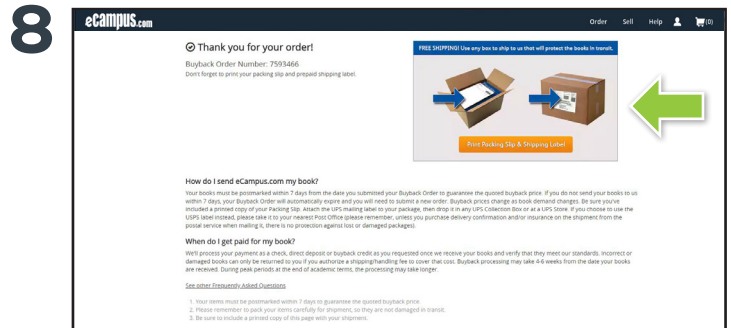 8
eCampus.com
Order Sell Help (0)
Thank you for your order!
Buyback Order Number: 7593466
Don't forget to print your packing slip and prepaid shipping label.
FREE SHIPPING! Use any box to ship to us that will protect the books in transit.
Print Packing Slip & Shipping Label
How do I send eCampus.com my book?
Your books must be postmarked within 7 days from the date you submitted your Buyback Order to guarantee the quoted buyback price. If you do not send your books to us
within 7 days, your Buyback Order will automatically expire and you will need to submit a new order. Buyback prices change as book demand changes. Be sure you've
included a printed copy of your Packing Slip. Attach the UPS mailing label to your package, then drop it in any UPS Collection Box or at a UPS Store. If you choose to use the
USPS label instead, please take it to your nearest Post Office (please remember, unless you purchase delivery confirmation and/or insurance on the shipment from the
postal service when mailing it, there is no protection against loss or damaged packages).
When do I get paid for my book?
We'll process your payment as a check, direct deposit or buyback credit as you requested once we receive your books and verify that they meet our standards. Incorrect or
damaged books can only be returned to you if you authorize a shipping/handling fee to cover that cost. Buyback processing may take 4-6 weeks from the date your books
are received. During peak periods at the end of academic terms, the processing may take longer.
See other Frequently Asked Questions
1. Your items must be postmarked within 7 days to guarantee the quoted buyback price
2. Please remember to pack your items carefully for shipment, so they are not damaged in transit.
3. Be sure to include a printed copy of this page with your shipment.